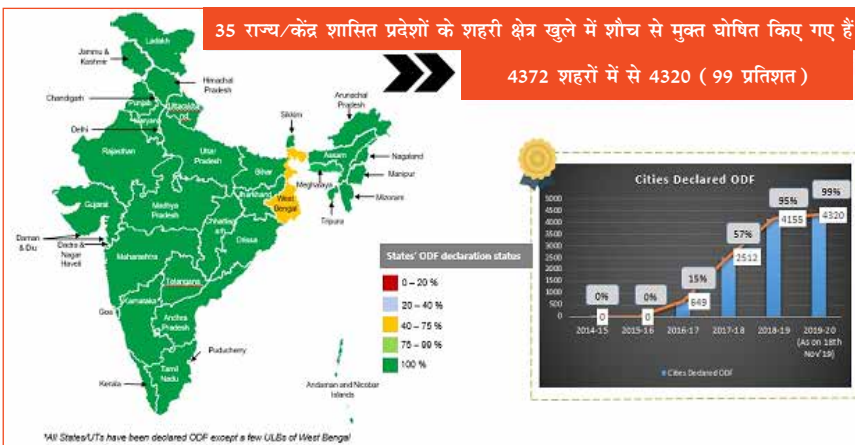 35 राज्य/केंद्र शासित प्रदेशों के शहरी क्षेत्र खुले में शौच से मुक्त घोषित किए गए हैं
4372 शहरों में से 4320 ( 99 प्रतिशत )
Ladakh
Jammu &
Kashmir
Himachal
Pradesh
Chandigarh
Punjab
Uttarakha
nd
Haryana
Delhi
Rajasthan
Uttar
Pradesh
Sikkim
Arunachal
Pradesh
Assam
Nagaland
Manipur
Meghalaya
Mizoram
Tripura
Bihar
Jharkhand
West
Bengal
Gujarat
Madhya
Pradesh
Chhattisg
arh
Orissa
Daman
& Diu
Dadra &
Nagar
Haveli
Maharashtra
Telangana
Karnataka
Goa
Andhra
Pradesh
Puducherry
Tamil
Nadu
Kerala
Andaman and Nicobar
Islands
States' ODF declaration status
0 – 20 %
20 – 40 %
40 – 75 %
75 – 99 %
100 %
*All States/UTs have been declared ODF except a few ULBs of West Bengal
Cities Declared ODF
5000
4500
4000
3500
3000
2500
2000
1500
1000
500
0
0%
0%
15%
57%
95%
99%
0
0
649
2512
4155
4320
2014-15
2015-16
2016-17
2017-18
2018-19
2019-20
(As on 18th
Nov'19)
Cities Declared ODF